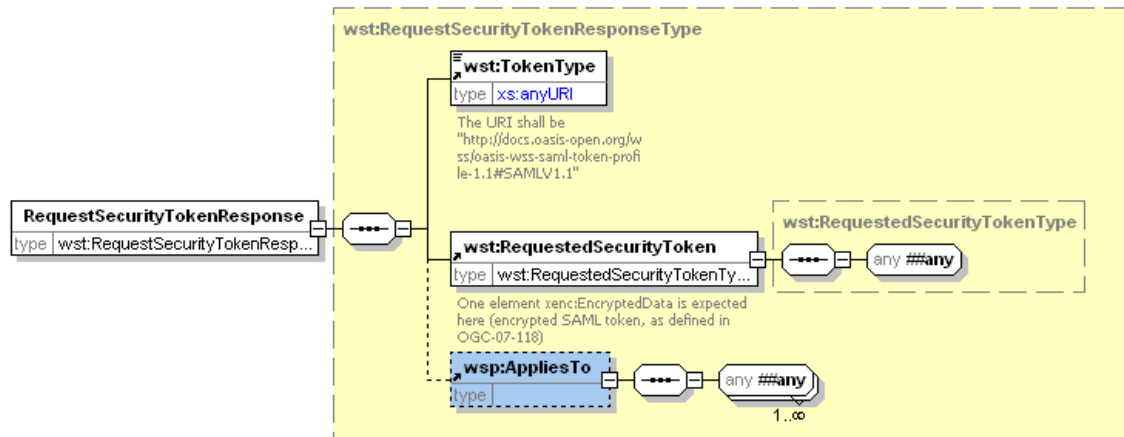 wst:RequestSecurityTokenResponseType
wst:TokenType
type xs:anyURI
The URI shall be
"http://docs.oasis-open.org/w
ss/oasis-wss-saml-token-profi
le-1.1#SAMLV1.1"
RequestSecurityTokenResponse
type wst:RequestSecurityTokenResp...
wst:RequestedSecurityTokenType
wst:RequestedSecurityToken
type wst:RequestedSecurityTokenTy...
any ##any
One element xenc:EncryptedData is expected
here (encrypted SAML token, as defined in
OGC-07-118)
wsp:AppliesTo
type
any ##any
1..∞